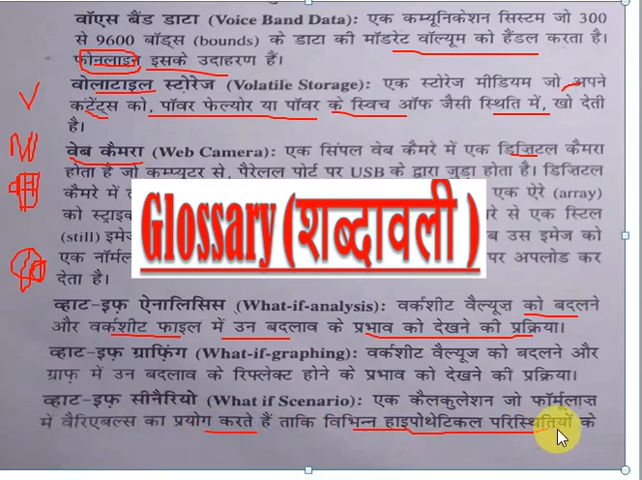 वॉएस बैंड डाटा (Voice Band Data): एक कम्यूनिकेशन सिस्टम जो 300
से 9600 बॉड्स (bounds) के डाटा की मॉडरेट वॉल्यूम को हैंडल करता है।
फोनलाइन इसके उदाहरण हैं।
वोलाटाइल स्टोरेज (Volatile Storage): एक स्टोरेज मीडियम जो, अपने
कंटेंट्स को, पॉवर फेल्योर या पॉवर के स्विच ऑफ जैसी स्थिति में, खो देती
है।
वेब कैमरा (Web Camera): एक सिंपल वेब कैमरे में एक डिजिटल कैमरा
होता है जो कम्प्यूटर से, पैरेलल पोर्ट पर USB के द्वारा जुड़ा होता है। डिजिटल
कैमरे में एक ऐरे (array)
को से एक स्टिल
(still) उस इमेज को
एक पर अपलोड कर
देता है।
Glossary (शब्दावली)
व्हाट-इफ ऐनालिसिस (What-if-analysis): वर्कशीट वैल्यूज़ को बदलने
और वर्कशीट फाइल में उन बदलाव के प्रभाव को देखने की प्रक्रिया।
व्हाट-इफ़ ग्राफ़िंग (What-if-graphing): वर्कशीट वैल्यूज को बदलने और
ग्राफ़ में उन बदलाव के रिफ्लेक्ट होने के प्रभाव को देखने की प्रक्रिया।
व्हाट-इफ सीनैरियो (What if Scenario): एक कैलकुलेशन जो फॉर्मूलाज़
में वैरिएबल्स का प्रयोग करते हैं ताकि विभिन्न हाइपोथेटिकल परिस्थितियों के